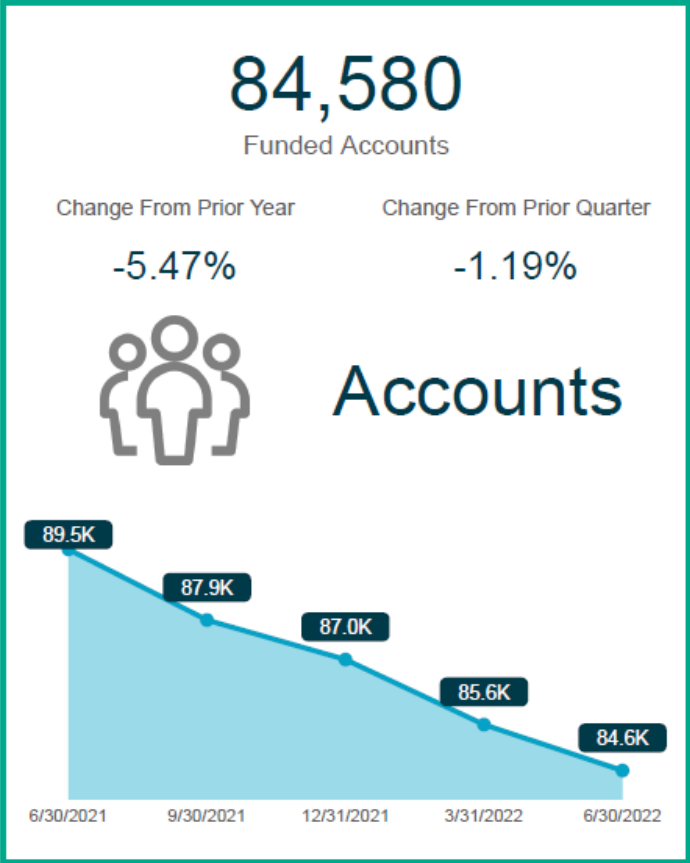 84,580
Funded Accounts
Change From Prior Year Change From Prior Quarter
-5.47% -1.19%
Accounts
89.5K
87.9K
87.0K
85.6K
84.6K
6/30/2021 9/30/2021 12/31/2021 3/31/2022 6/30/2022